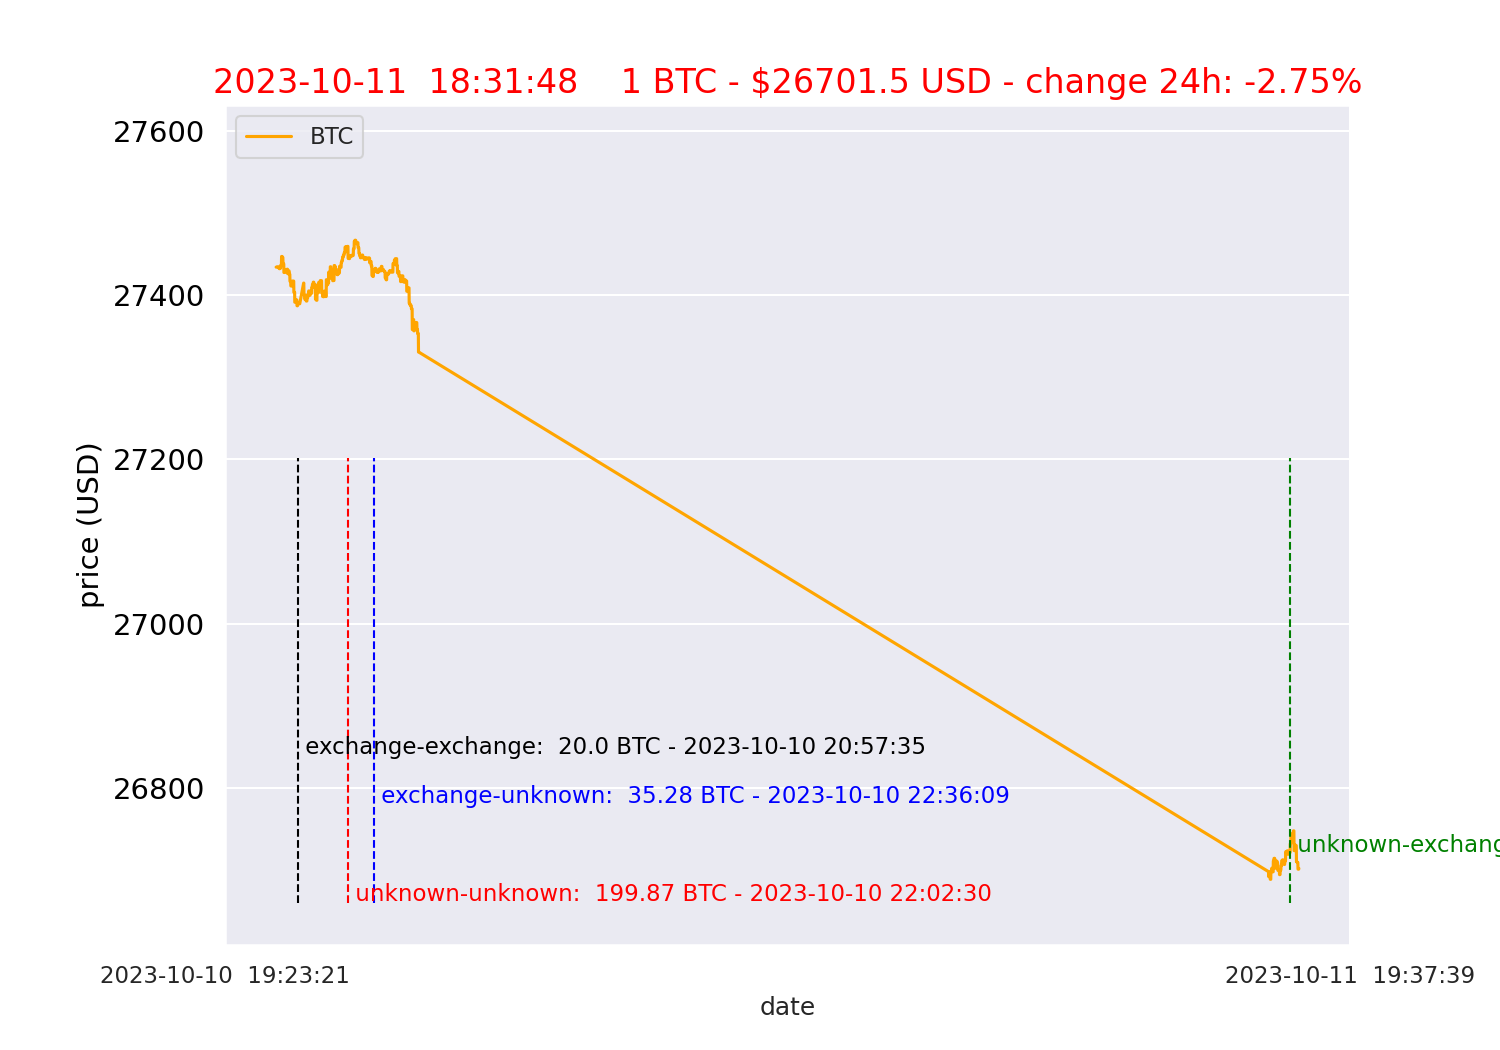 2023-10-11  18:31:48    1 BTC - $26701.5 USD - change 24h: -2.75%
BTC
27600
27400
27200
27000
26800
price (USD)
exchange-exchange:  20.0 BTC - 2023-10-10 20:57:35
exchange-unknown:  35.28 BTC - 2023-10-10 22:36:09
unknown-exchang
unknown-unknown:  199.87 BTC - 2023-10-10 22:02:30
2023-10-10  19:23:21
2023-10-11  19:37:39
date